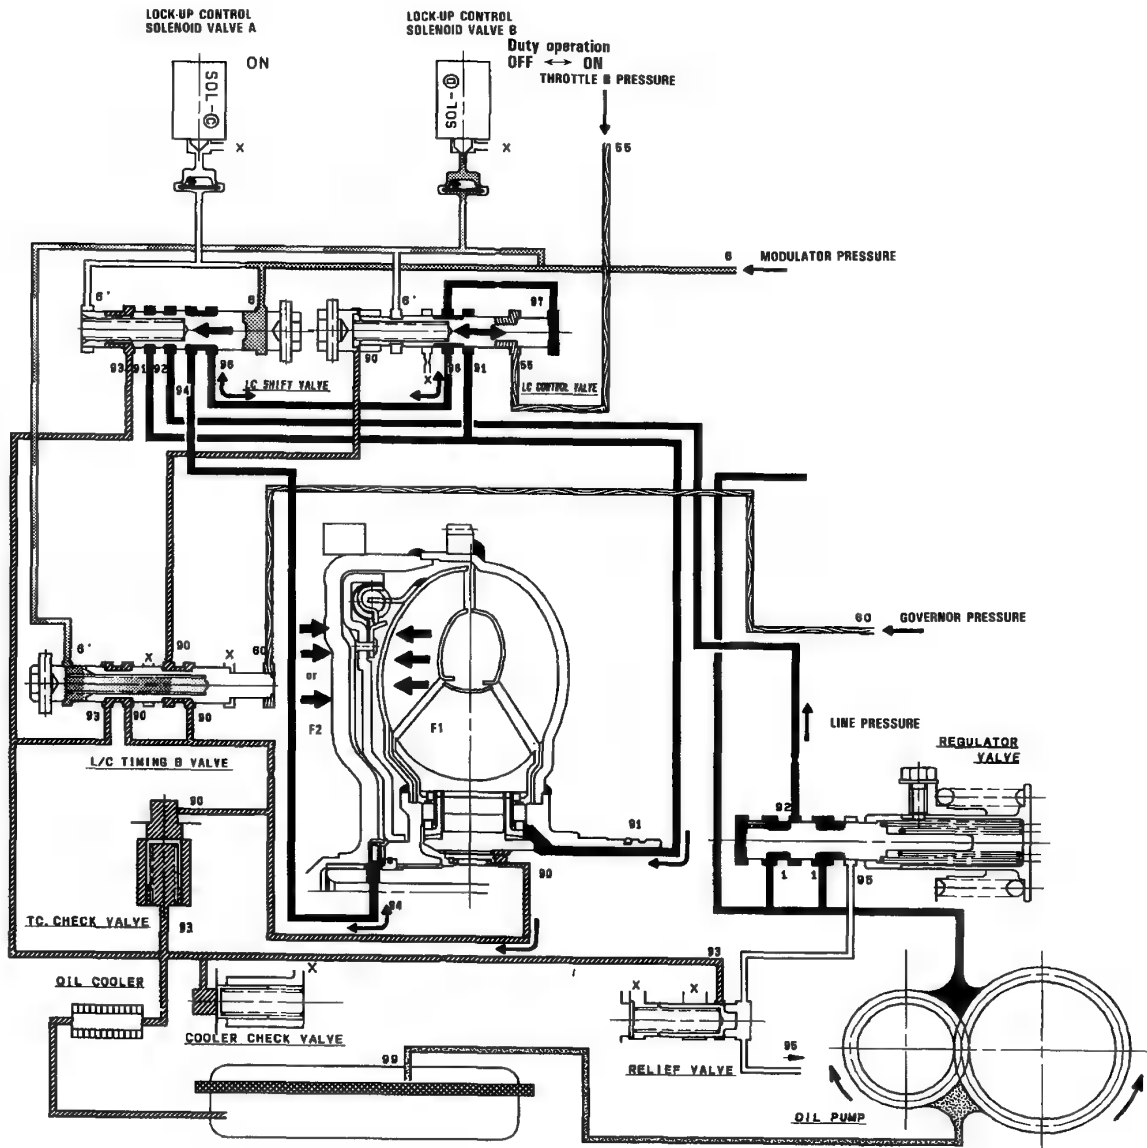 LOCK-UP CONTROL
SOLENOID VALVE A
ON
SOL-C
X
LOCK-UP CONTROL
SOLENOID VALVE B
Duty operation
OFF ↔ ON
SOL-D
X
THROTTLE B PRESSURE
55
6 MODULATOR PRESSURE
6'
6
6'
97
93
91
92
94
96
LC SHIFT VALVE
90
X
96
91
55
LC CONTROL VALVE
60 GOVERNOR PRESSURE
6'
X
90
X
60
93
90
90
L/C TIMING B VALVE
or
F2
F1
LINE PRESSURE
REGULATOR
VALVE
92
1
1
95
90
91
90
94
TC. CHECK VALVE
93
OIL COOLER
X
COOLER CHECK VALVE
93
X
X
RELIEF VALVE
95
99
OIL PUMP